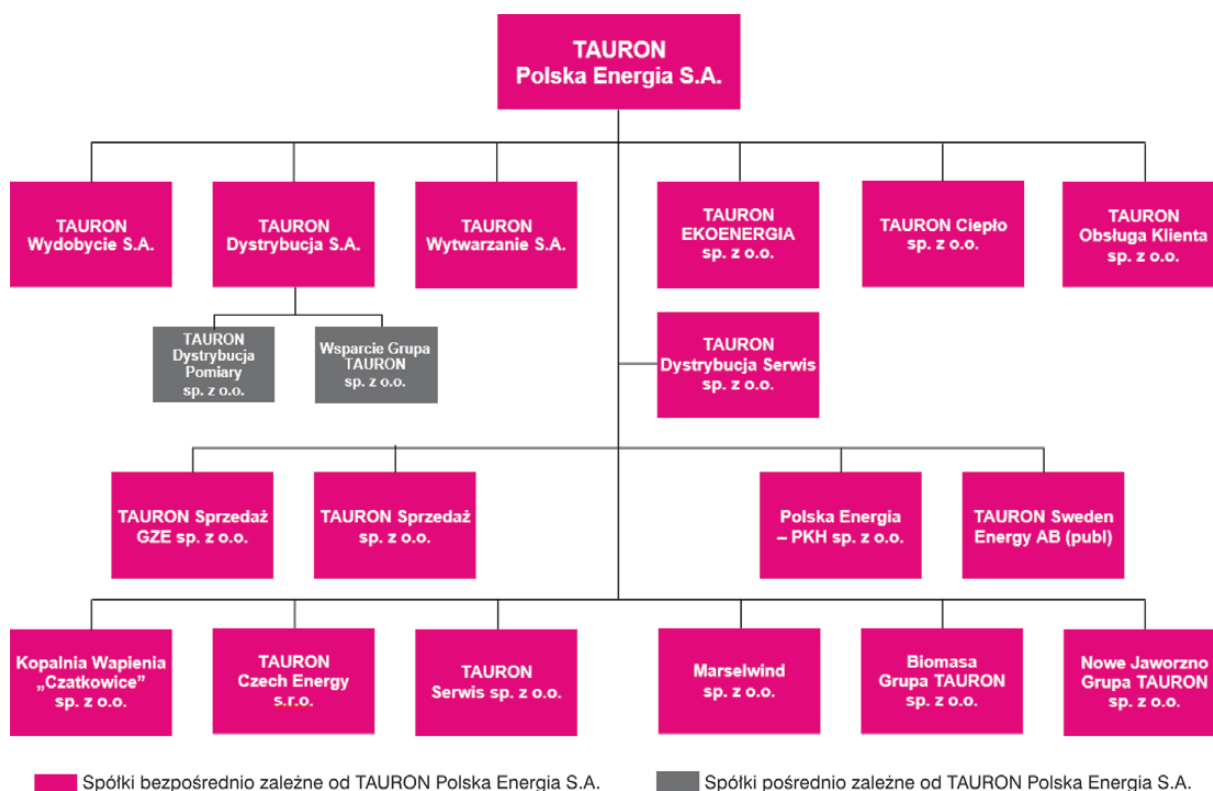 TAURON
Polska Energia S.A.
TAURON
Wydobycie S.A.
TAURON
Dystrybucja S.A.
TAURON
Wytwarzanie S.A.
TAURON
EKOENERGIA
sp. z o.o.
TAURON Ciepło
sp. z o.o.
TAURON
Obsługa Klienta
sp. z o.o.
TAURON
Dystrybucja
Pomiary
sp. z o.o.
Wsparcie Grupa
TAURON
sp. z o.o.
TAURON
Dystrybucja Serwis
sp. z o.o.
TAURON Sprzedaż
GZE sp. z o.o.
TAURON Sprzedaż
sp. z o.o.
Polska Energia
– PKH sp. z o.o.
TAURON Sweden
Energy AB (publ)
Kopalnia Wapienia
„Czatkowice”
sp. z o.o.
TAURON
Czech Energy
s.r.o.
TAURON
Serwis sp. z o.o.
Marselwind
sp. z o.o.
Biomasa
Grupa TAURON
sp. z o.o.
Nowe Jaworzno
Grupa TAURON
sp. z o.o.
Spółki bezpośrednio zależne od TAURON Polska Energia S.A.
Spółki pośrednio zależne od TAURON Polska Energia S.A.